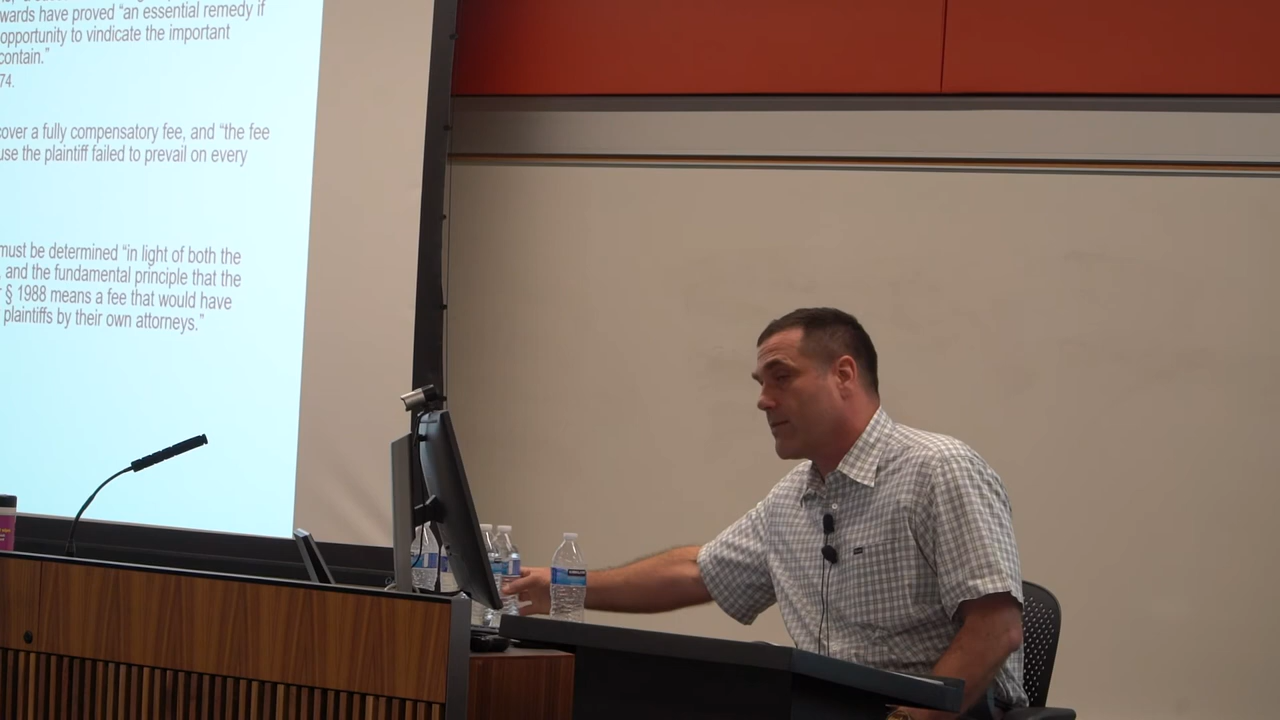 wards have proved “an essential remedy if
opportunity to vindicate the important
contain.”
74.
cover a fully compensatory fee, and “the fee
use the plaintiff failed to prevail on every
must be determined “in light of both the
, and the fundamental principle that the
§ 1988 means a fee that would have
plaintiffs by their own attorneys.”